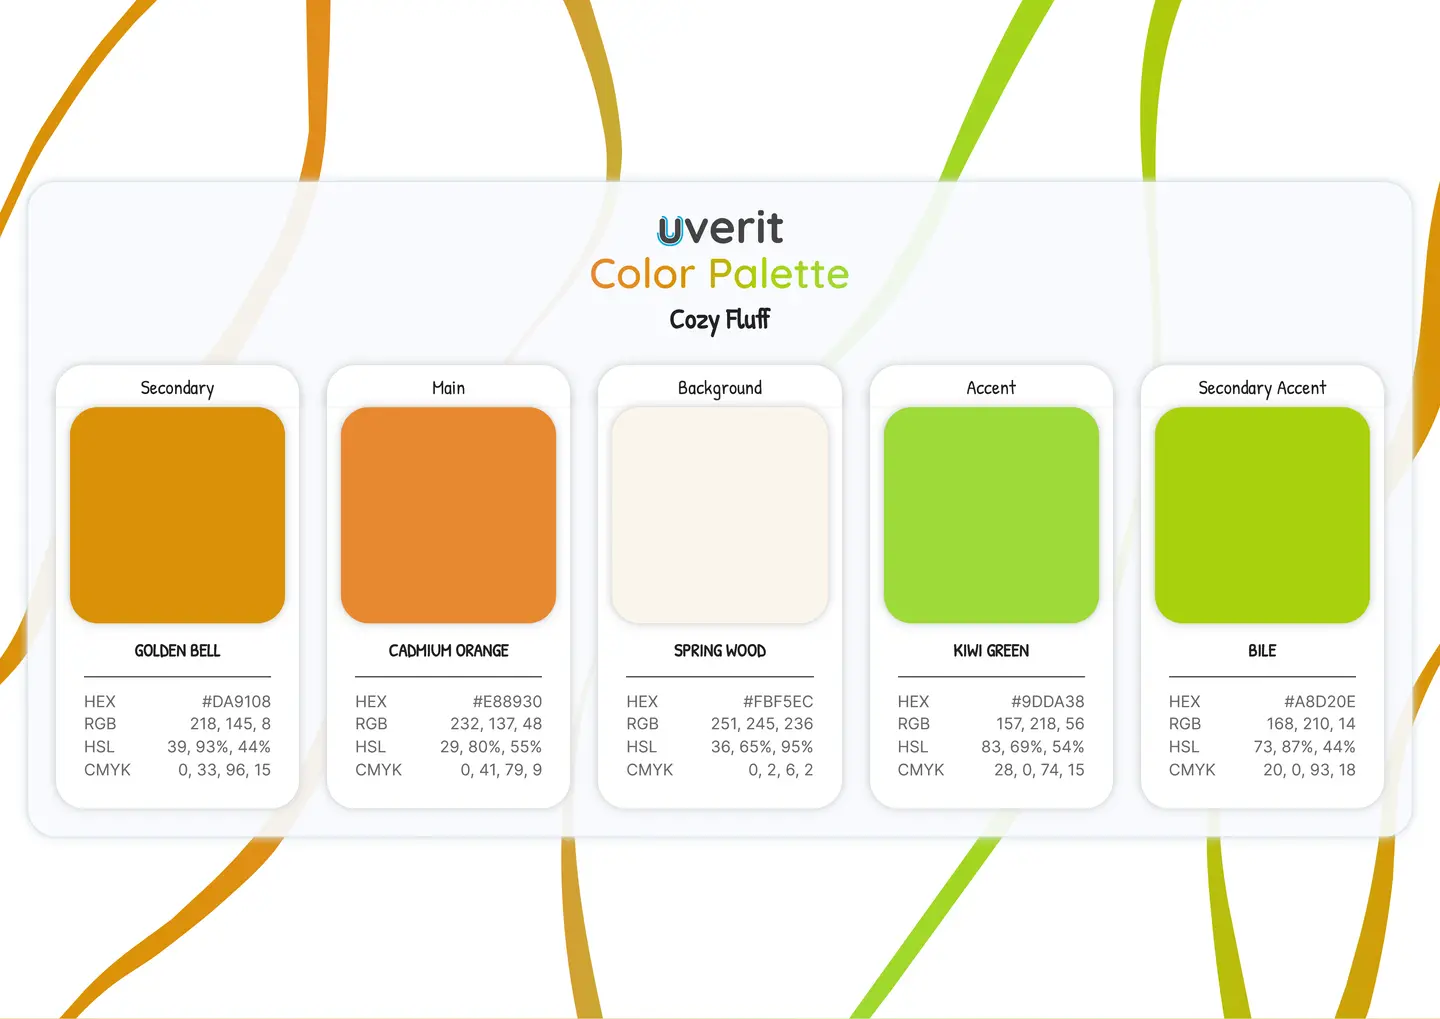 uverit
Color Palette
Cozy Fluff
Secondary
GOLDEN BELL
HEX #DA9108
RGB 218, 145, 8
HSL 39, 93%, 44%
CMYK 0, 33, 96, 15
Main
CADMIUM ORANGE
HEX #E88930
RGB 232, 137, 48
HSL 29, 80%, 55%
CMYK 0, 41, 79, 9
Background
SPRING WOOD
HEX #FBF5EC
RGB 251, 245, 236
HSL 36, 65%, 95%
CMYK 0, 2, 6, 2
Accent
KIWI GREEN
HEX #9DDA38
RGB 157, 218, 56
HSL 83, 69%, 54%
CMYK 28, 0, 74, 15
Secondary Accent
BILE
HEX #A8D20E
RGB 168, 210, 14
HSL 73, 87%, 44%
CMYK 20, 0, 93, 18